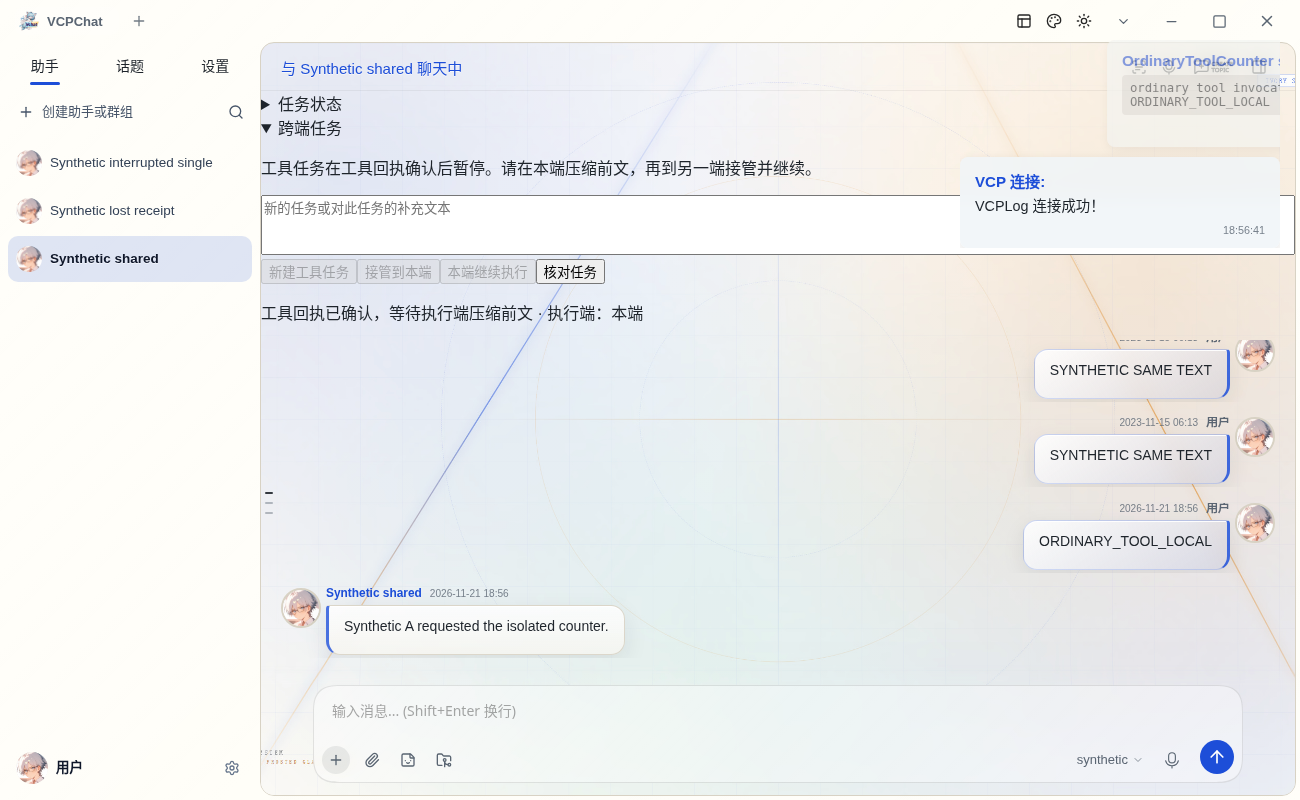 VCPChat
助手
话题
设置
创建助手或群组
Synthetic interrupted single
Synthetic lost receipt
Synthetic shared
用户
与 Synthetic shared 聊天中
任务状态
跨端任务
工具任务在工具回执确认后暂停。请在本端压缩前文，再到另一端接管并继续。
新的任务或对此任务的补充文本
新建工具任务
接管到本端
本端继续执行
核对任务
工具回执已确认，等待执行端压缩前文 · 执行端：本端
OrdinaryToolCounter
ordinary tool
ORDINARY_TOOL_LOCAL
VCP 连接:
VCPLog 连接成功!
18:56:41
SYNTHETIC SAME TEXT
2023-11-15 06:13 用户
SYNTHETIC SAME TEXT
2026-11-21 18:56 用户
ORDINARY_TOOL_LOCAL
Synthetic shared 2026-11-21 18:56
Synthetic A requested the isolated counter.
输入消息... (Shift+Enter 换行)
synthetic